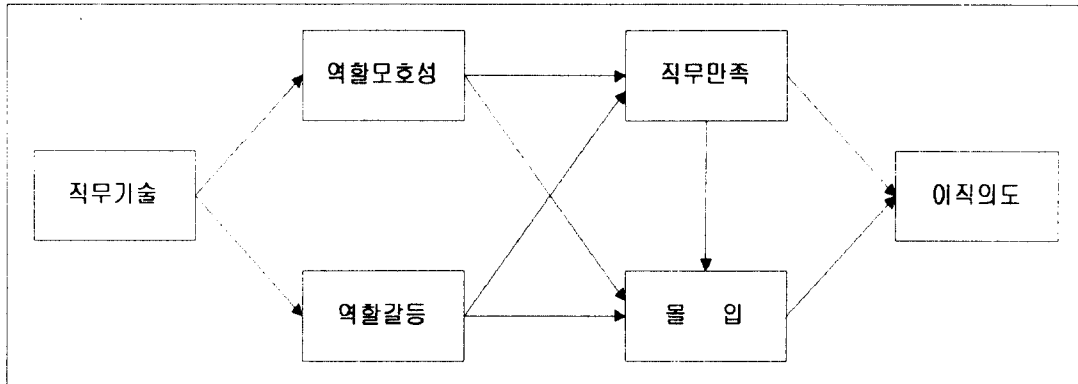 역할모호성
직무만족
직무기술
이직의도
역할갈등
몰 입